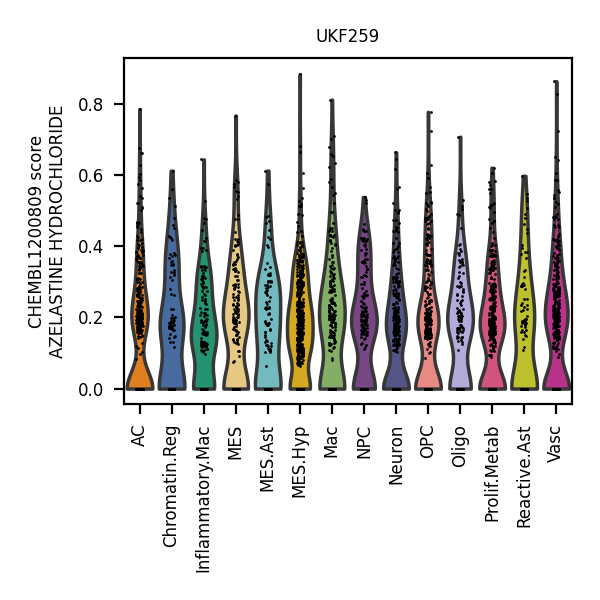 UKF259
CHEMBL1200809 score
AZELASTINE HYDROCHLORIDE
0.8
0.6
0.4
0.2
0.0
AC
Chromatin.Reg
Inflammatory.Mac
MES
MES.Ast
MES.Hyp
Mac
NPC
Neuron
OPC
Oligo
Prolif.Metab
Reactive.Ast
Vasc